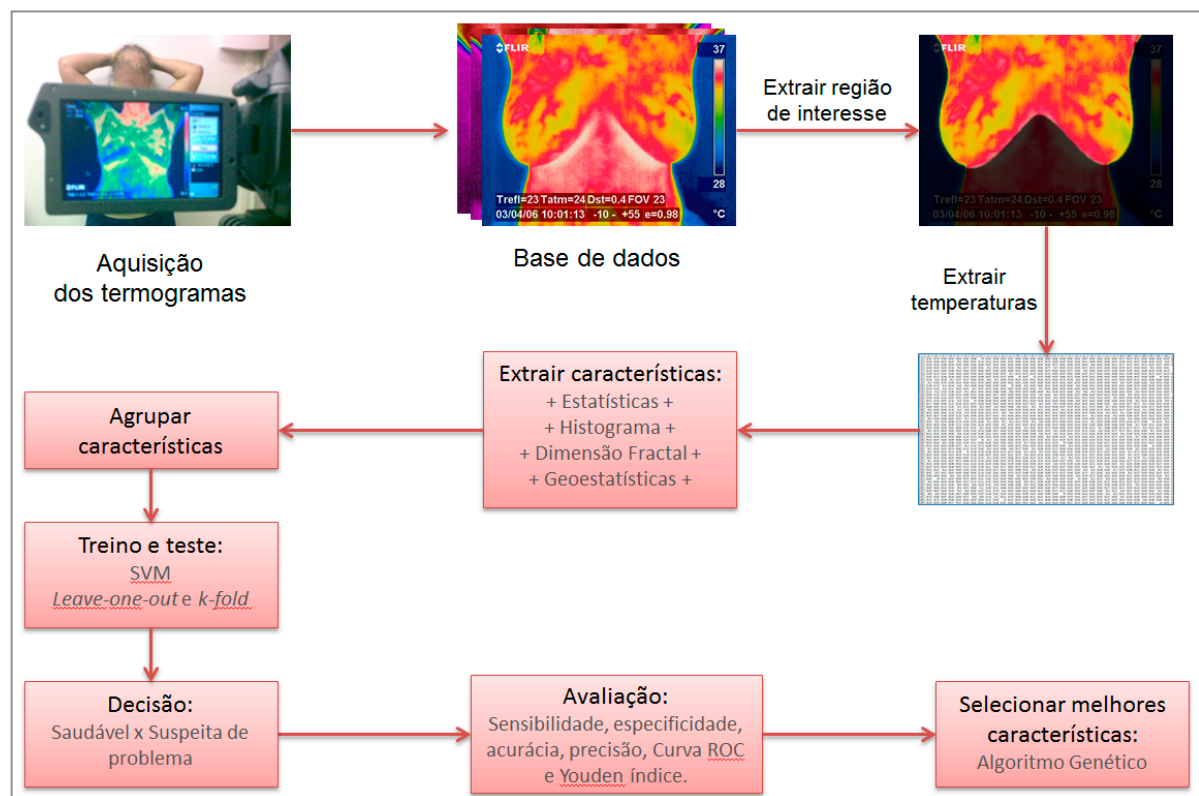 FLIR
37
28
Trefl=23 Tatm=24 Dst=0.4 FOV 23
03/04/06 10:01:13 -10 - +55 e=0.98 °C
Extrair região
de interesse
FLIR
37
28
Trefl=23 Tatm=24 Dst=0.4 FOV 23
03/04/06 10:01:13 -10 - +55 e=0.98 °C
FLIR
Aquisição
dos termogramas
Base de dados
Extrair
temperaturas
Extrair características:
+ Estatísticas +
+ Histograma +
+ Dimensão Fractal +
+ Geoestatísticas +
Agrupar
características
Treino e teste:
SVM
Leave-one-out e k-fold
Decisão:
Saudável x Suspeita de
problema
Avaliação:
Sensibilidade, especificidade,
acurácia, precisão, Curva ROC
e Youden índice.
Selecionar melhores
características:
Algoritmo Genético